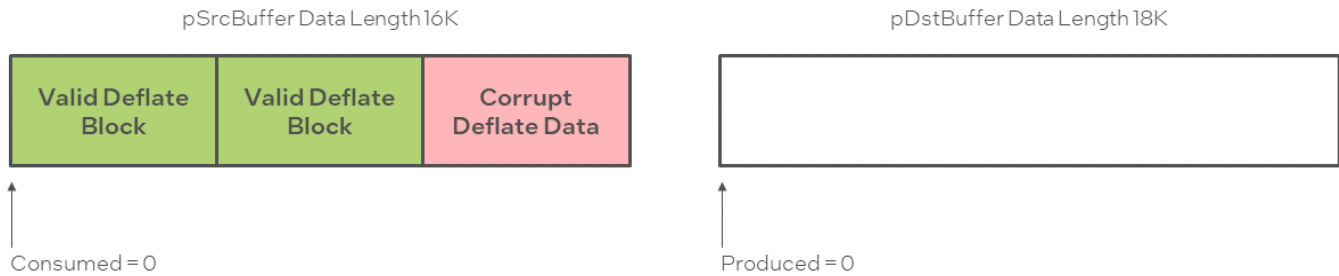 pSrcBuffer Data Length 16K
pDstBuffer Data Length 18K
Valid Deflate
Block
Valid Deflate
Block
Corrupt
Deflate Data
Consumed = 0
Produced = 0